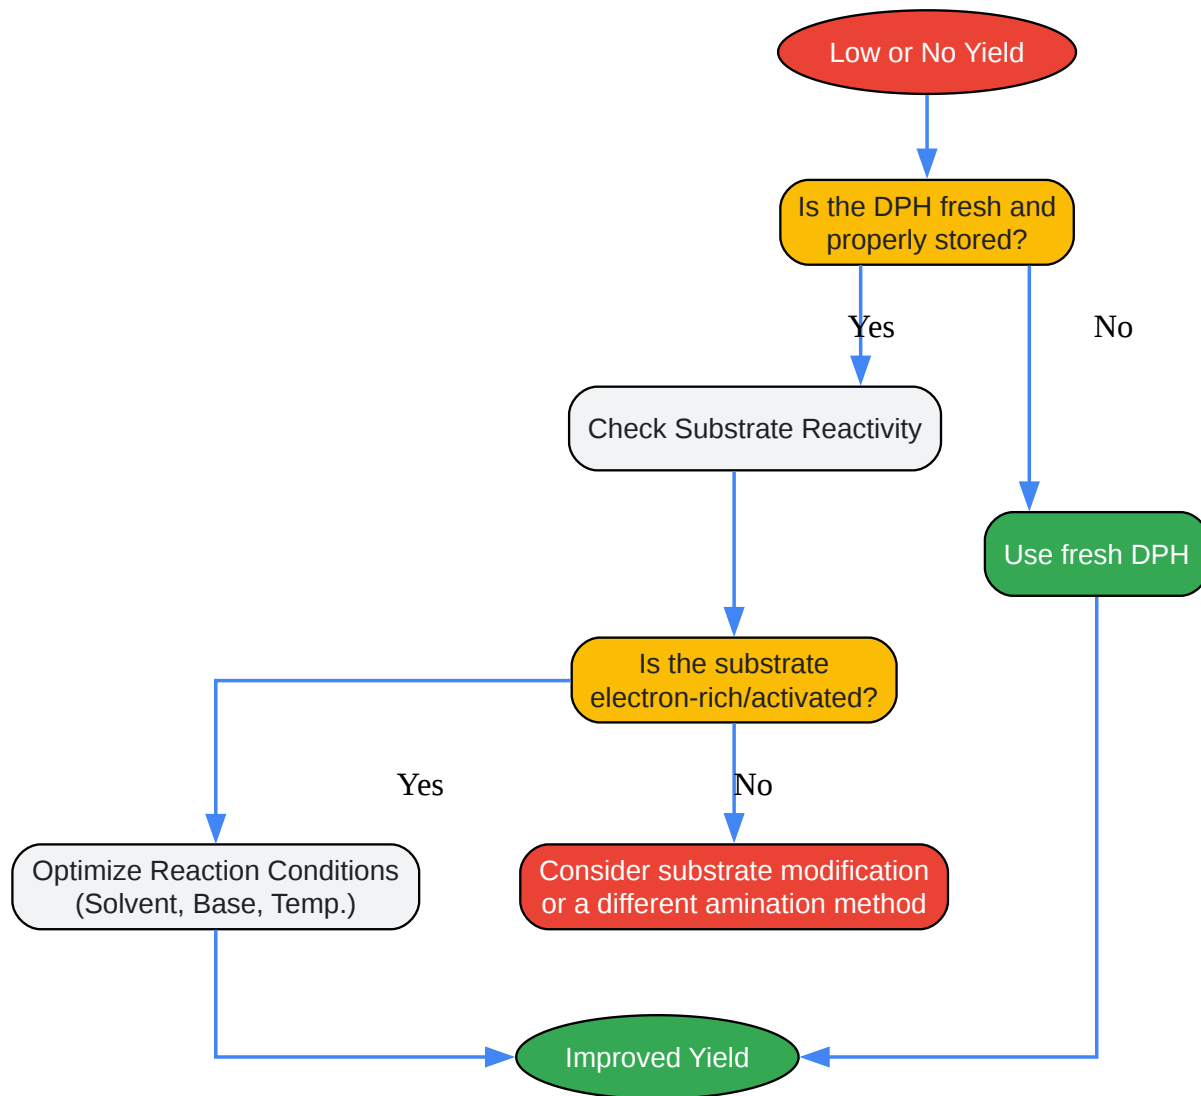 Low or No Yield
Is the DPH fresh and
properly stored?
Yes
No
Check Substrate Reactivity
Use fresh DPH
Is the substrate
electron-rich/activated?
Yes
No
Optimize Reaction Conditions
(Solvent, Base, Temp.)
Consider substrate modification
or a different amination method
Improved Yield